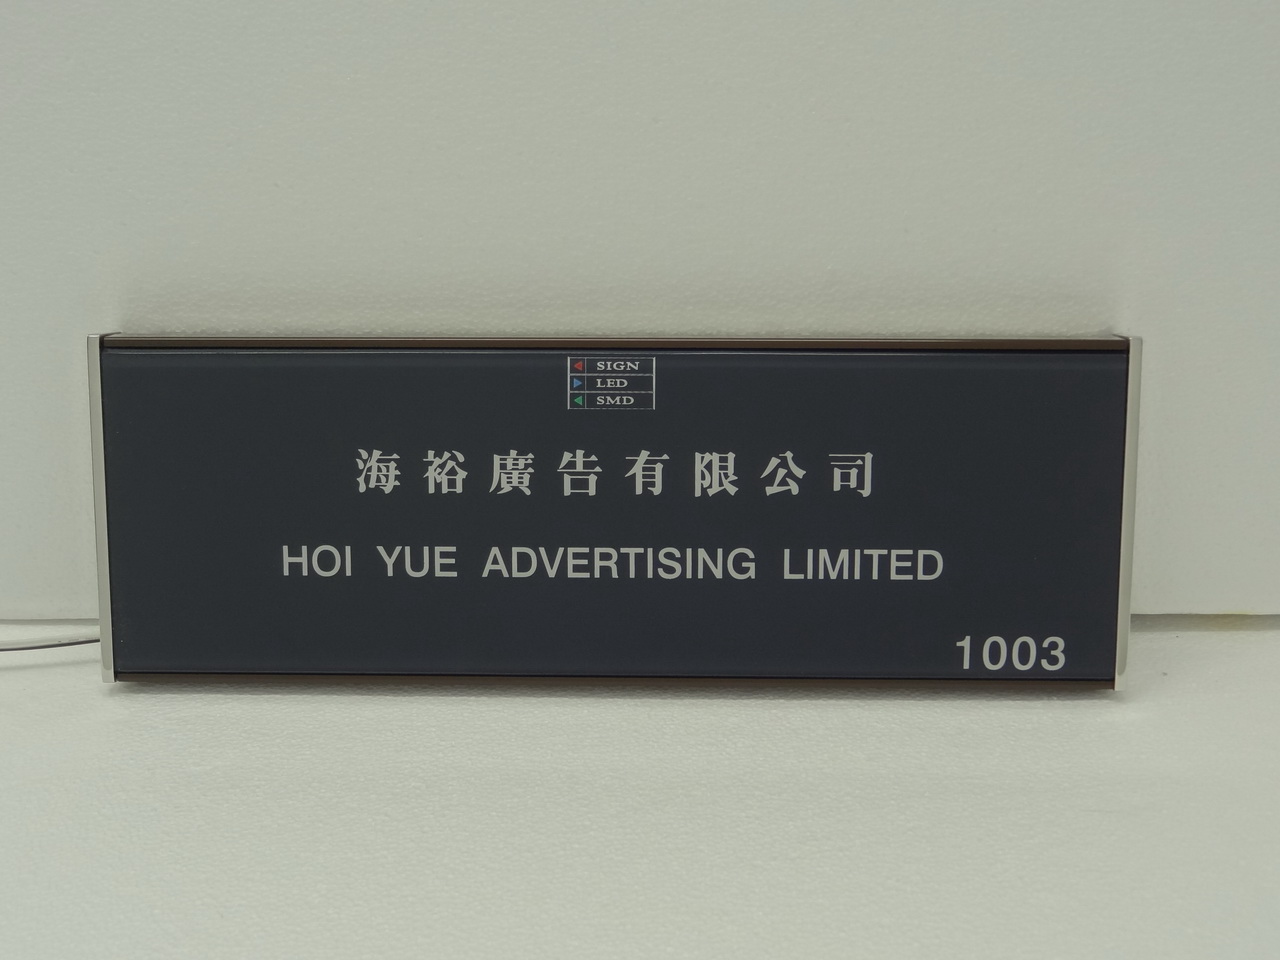 SIGN
LED
SMD
海裕廣告有限公司
HOI YUE ADVERTISING LIMITED
1003